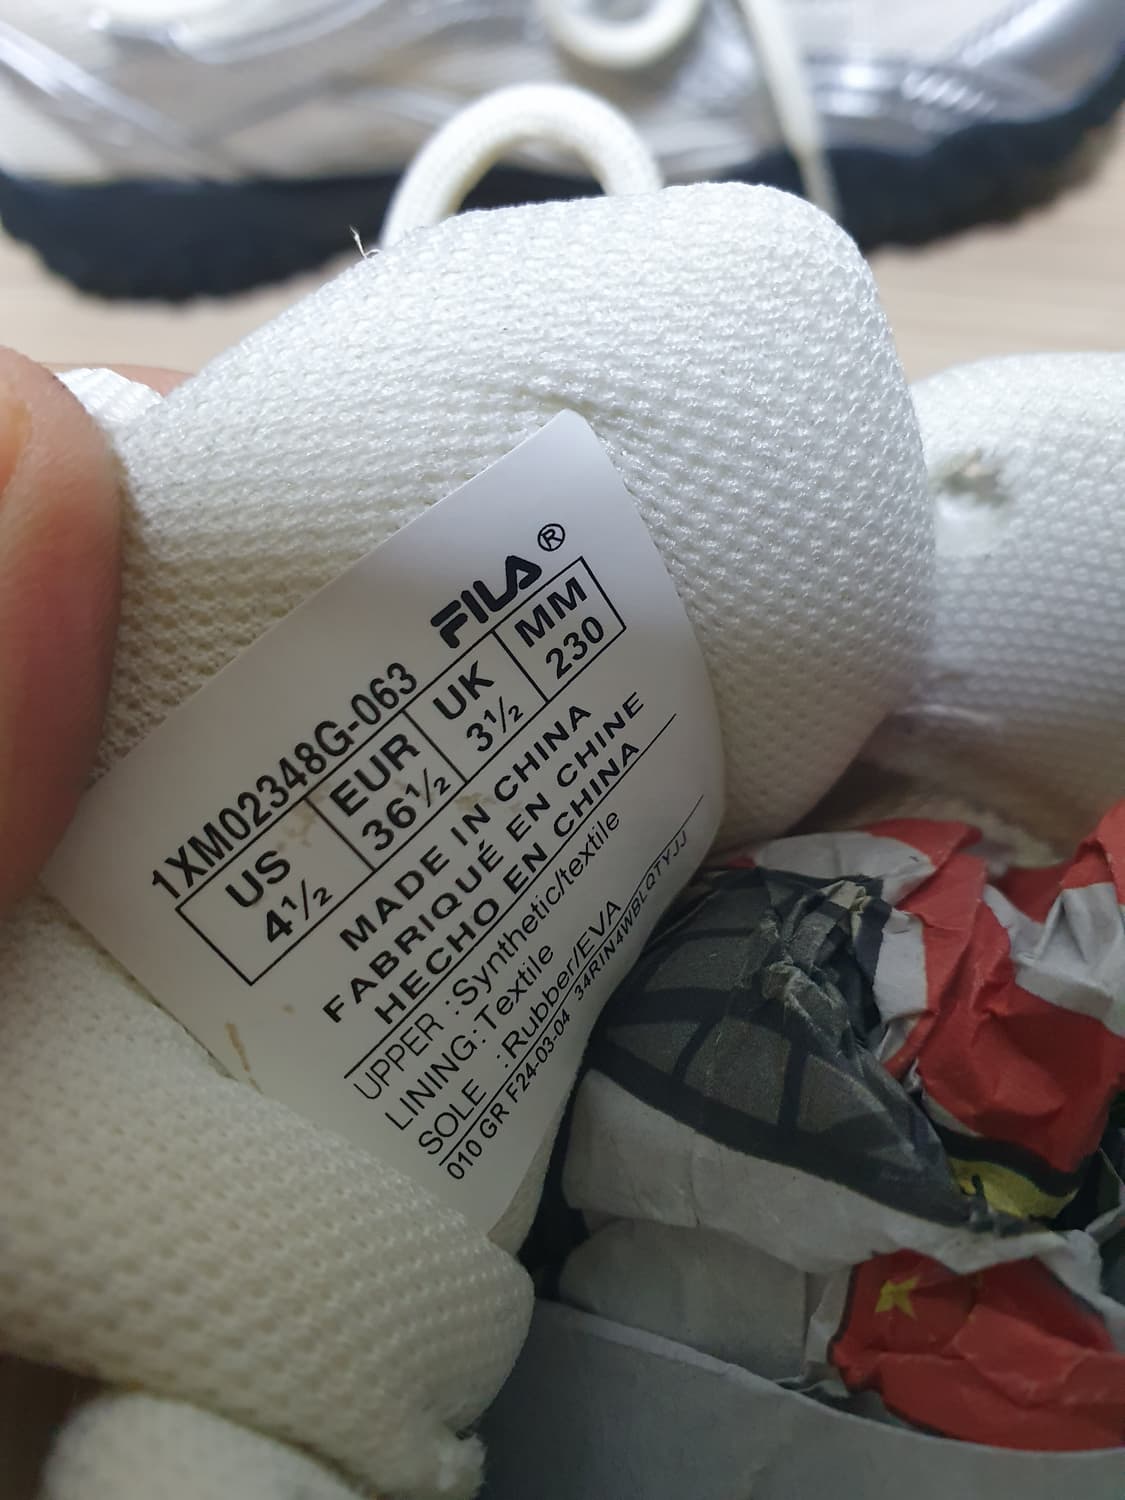 FILA®
1XM02348G-063
US EUR UK MM
4½ 36½ 3½ 230
MADE IN CHINA
FABRIQUÉ EN CHINE
HECHO EN CHINA
UPPER :Synthetic/textile
LINING:Textile
SOLE :Rubber/EVA
010 GR F24-03-04 34RIN4WBLQTYJJ